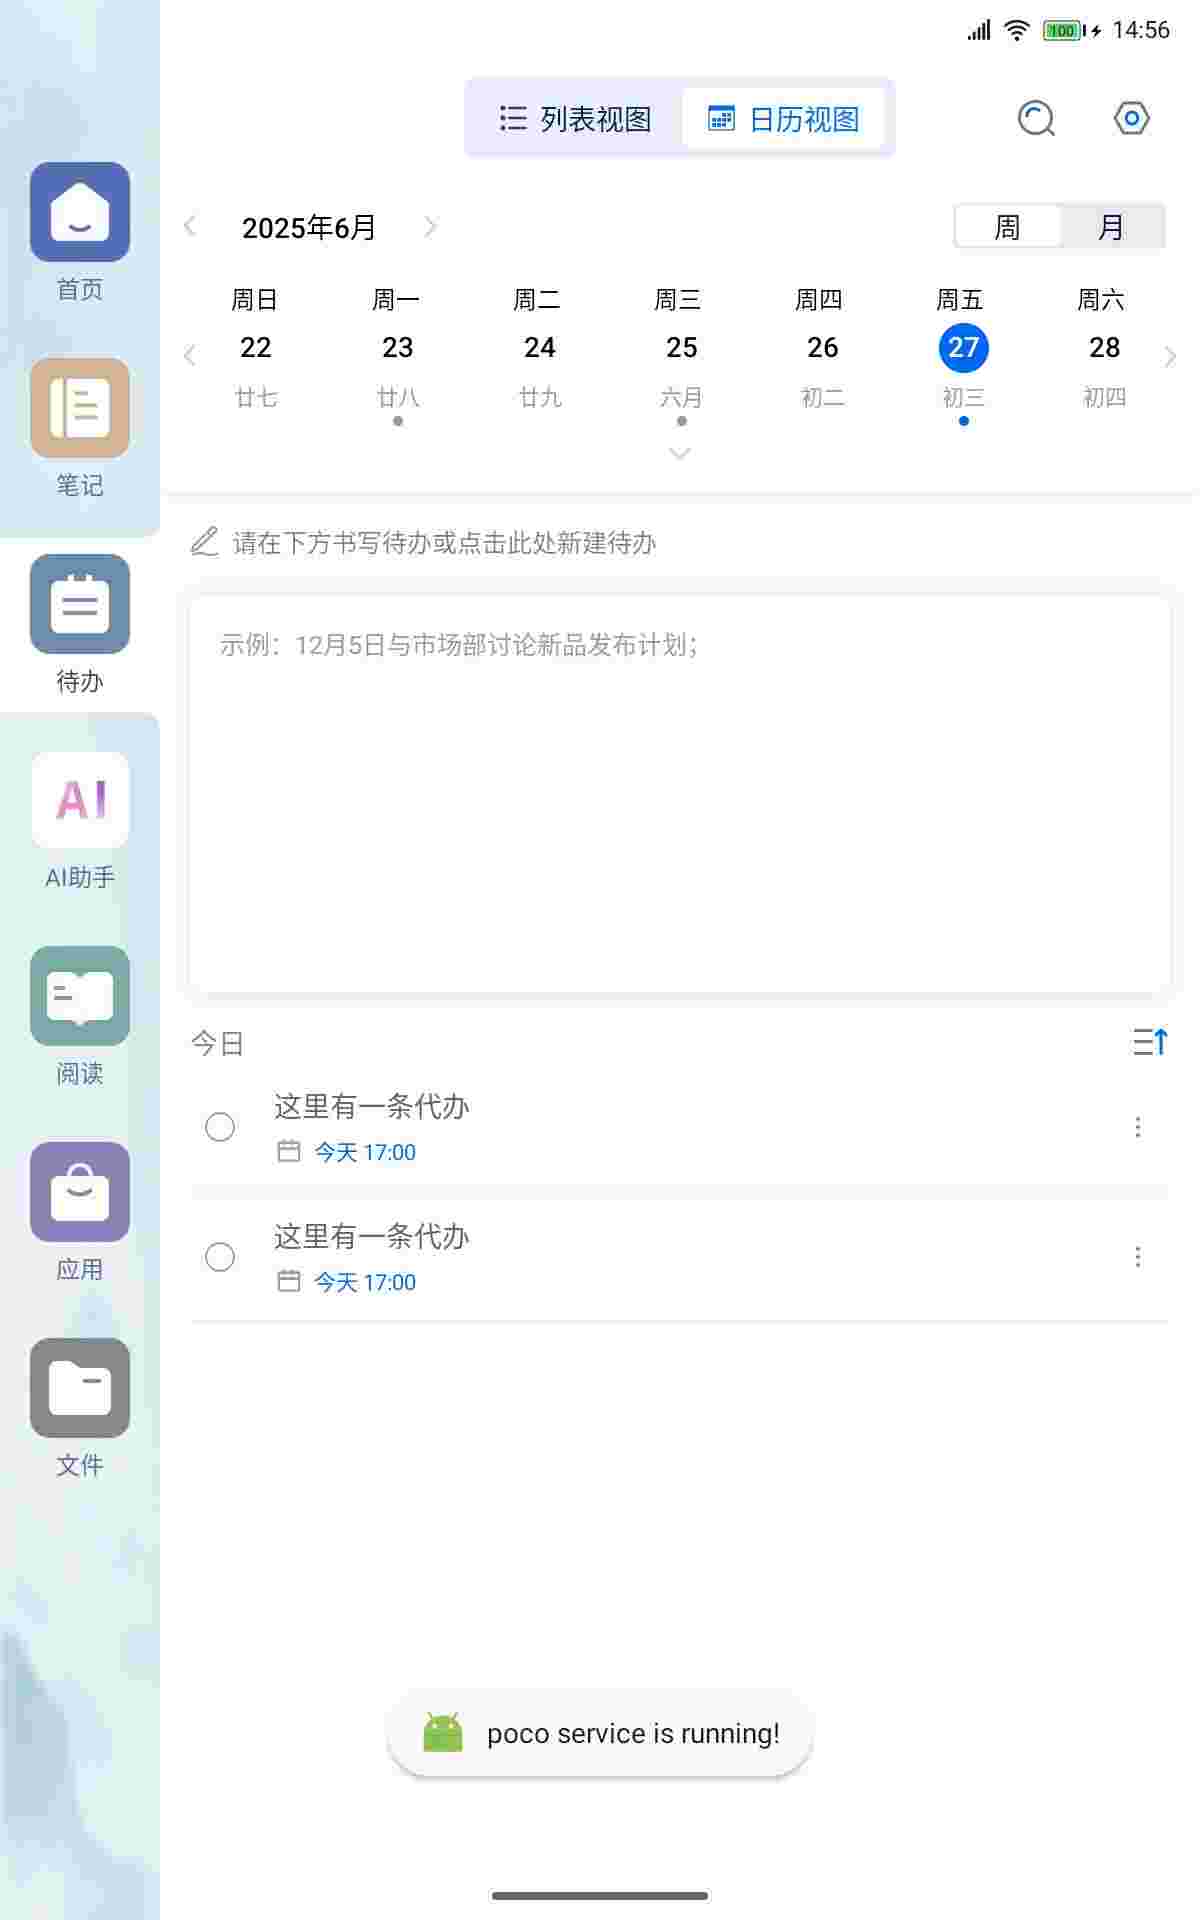 100 14:56
列表视图 日历视图
2025年6月 周 月
周日 周一 周二 周三 周四 周五 周六
22 23 24 25 26 27 28
廿七 廿八 廿九 六月 初二 初三 初四
请在下方书写待办或点击此处新建待办
示例：12月5日与市场部讨论新品发布计划；
今日
这里有一条代办
今天 17:00
这里有一条代办
今天 17:00
首页
笔记
待办
AI
AI助手
阅读
应用
文件
poco service is running!